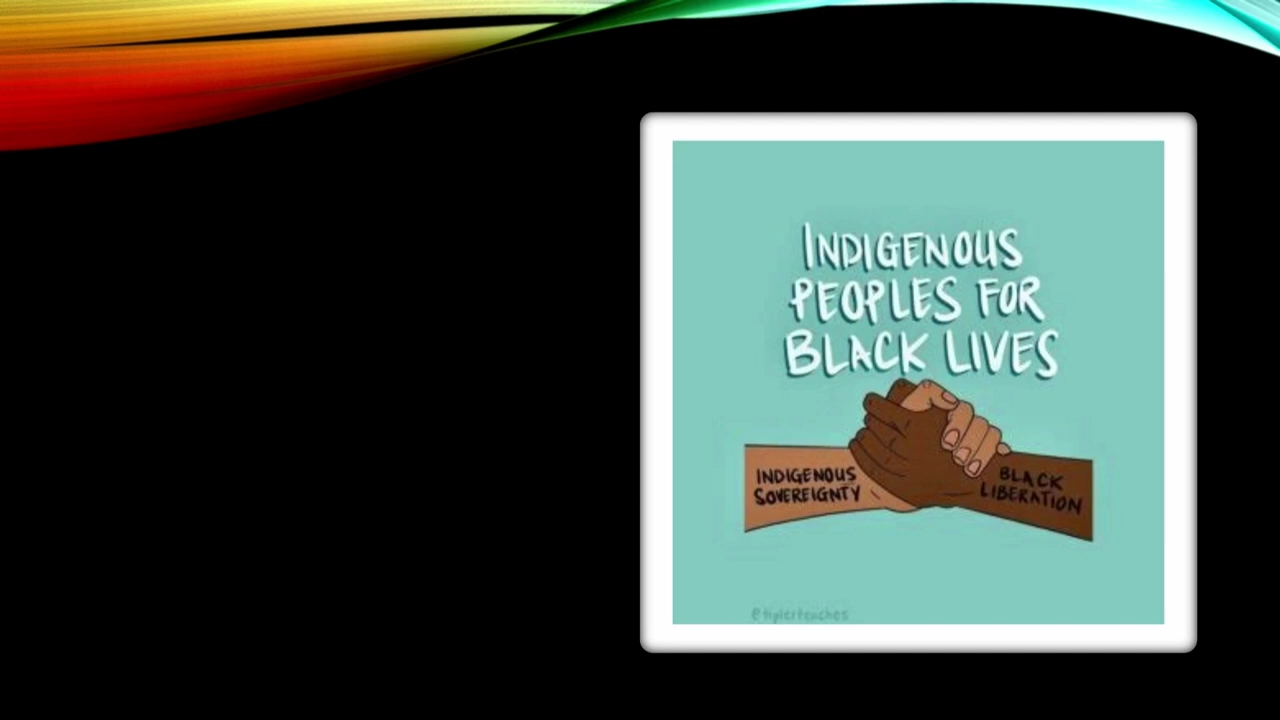 INDIGENOUS
PEOPLES FOR
BLACK LIVES
INDIGENOUS
SOVEREIGNTY
BLACK
LIBERATION